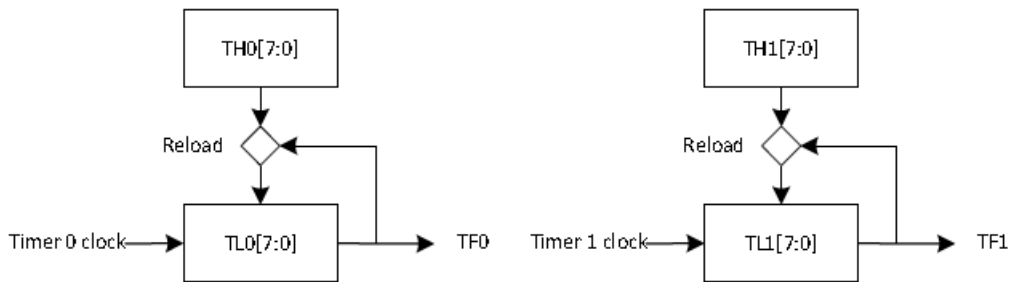 TH0[7:0]
TH1[7:0]
Reload
Reload
Timer 0 clock
TL0[7:0]
TF0
Timer 1 clock
TL1[7:0]
TF1